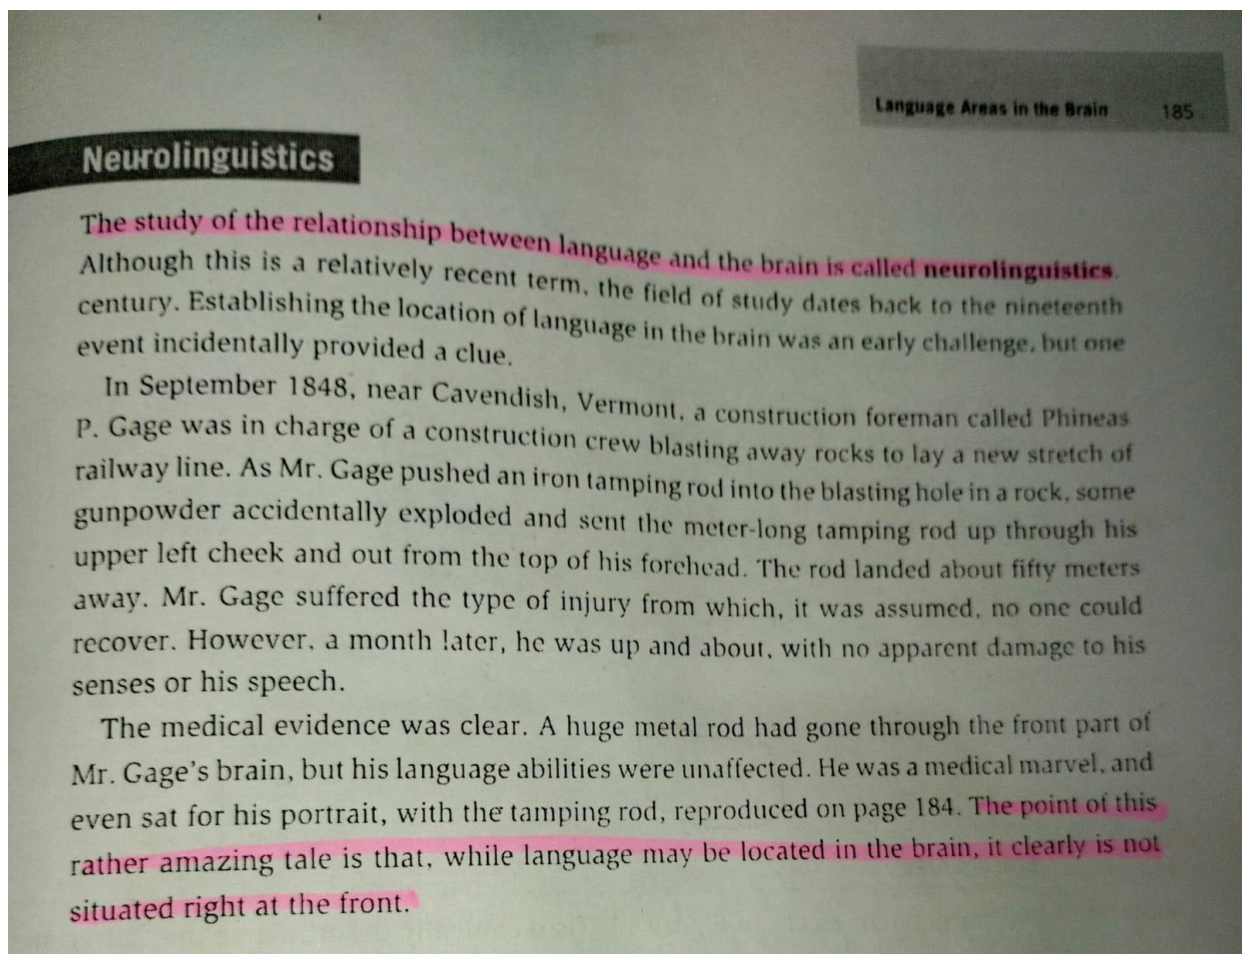 Language Areas in the Brain 185
Neurolinguistics
The study of the relationship between language and the brain is called neurolinguistics.
Although this is a relatively recent term, the field of study dates back to the nineteenth
century. Establishing the location of language in the brain was an early challenge, but one
event incidentally provided a clue.
In September 1848, near Cavendish, Vermont, a construction foreman called Phineas
P. Gage was in charge of a construction crew blasting away rocks to lay a new stretch of
railway line. As Mr. Gage pushed an iron tamping rod into the blasting hole in a rock, some
gunpowder accidentally exploded and sent the meter-long tamping rod up through his
upper left cheek and out from the top of his forehead. The rod landed about fifty meters
away. Mr. Gage suffered the type of injury from which, it was assumed, no one could
recover. However, a month later, he was up and about, with no apparent damage to his
senses or his speech.
The medical evidence was clear. A huge metal rod had gone through the front part of
Mr. Gage's brain, but his language abilities were unaffected. He was a medical marvel, and
even sat for his portrait, with the tamping rod, reproduced on page 184. The point of this
rather amazing tale is that, while language may be located in the brain, it clearly is not
situated right at the front.